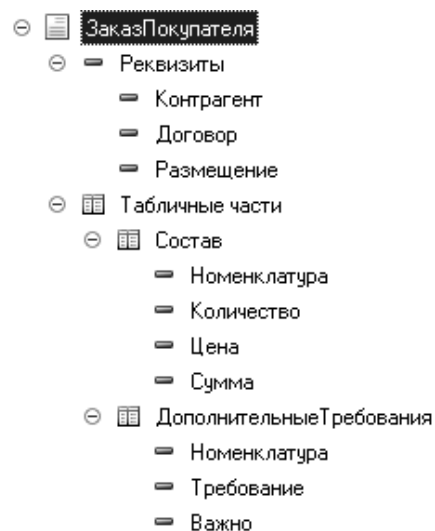 ЗаказПокупателя
Реквизиты
Контрагент
Договор
Размещение
Табличные части
Состав
Номенклатура
Количество
Цена
Сумма
ДополнительныеТребования
Номенклатура
Требование
Важно